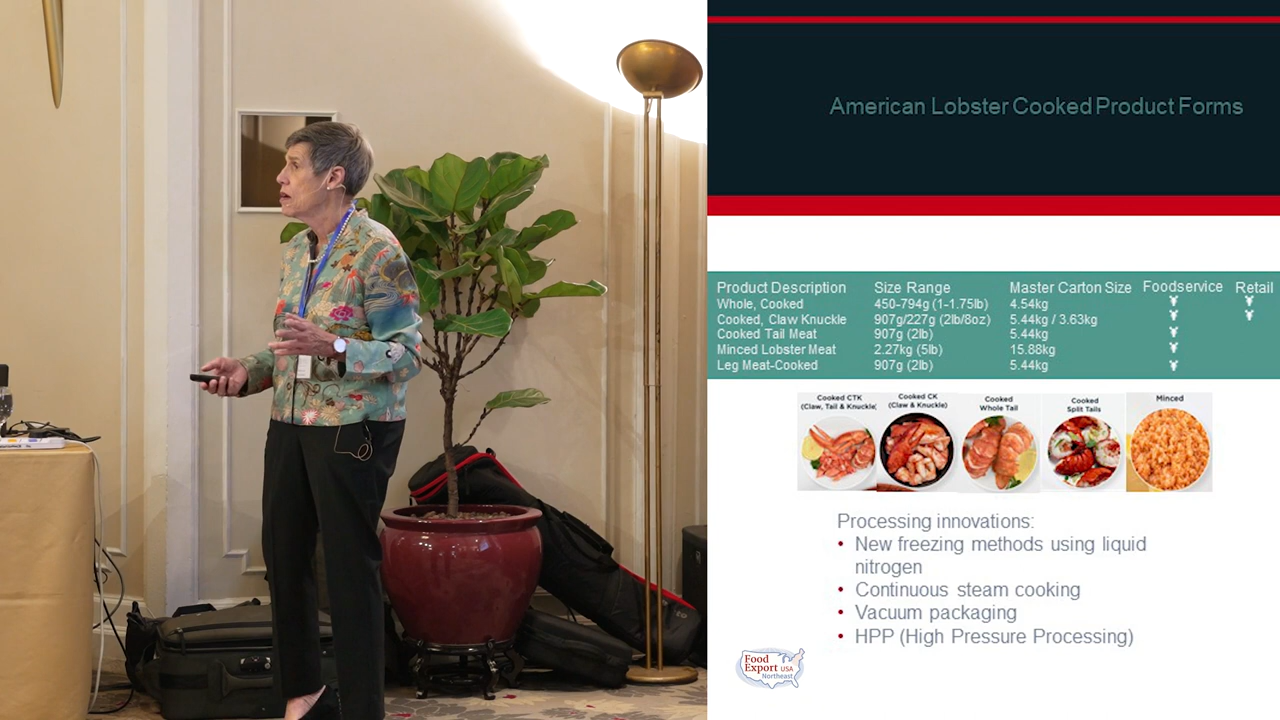 American Lobster Cooked Product Forms
Product Description Size Range Master Carton Size Foodservice Retail
Whole, Cooked 450-794g (1-1.75lb) 4.54kg ¥ ¥
Cooked, Claw Knuckle 907g/227g (2lb/8oz) 5.44kg / 3.63kg ¥ ¥
Cooked Tail Meat 907g (2lb) 5.44kg ¥
Minced Lobster Meat 2.27kg (5lb) 15.88kg ¥
Leg Meat-Cooked 907g (2lb) 5.44kg ¥
Cooked CTK
(Claw, Tail & Knuckle)
Cooked CK
(Claw & Knuckle)
Cooked
Whole Tail
Cooked
Split Tails
Minced
Processing innovations:
• New freezing methods using liquid
nitrogen
• Continuous steam cooking
• Vacuum packaging
• HPP (High Pressure Processing)
Food
Export USA
Northeast